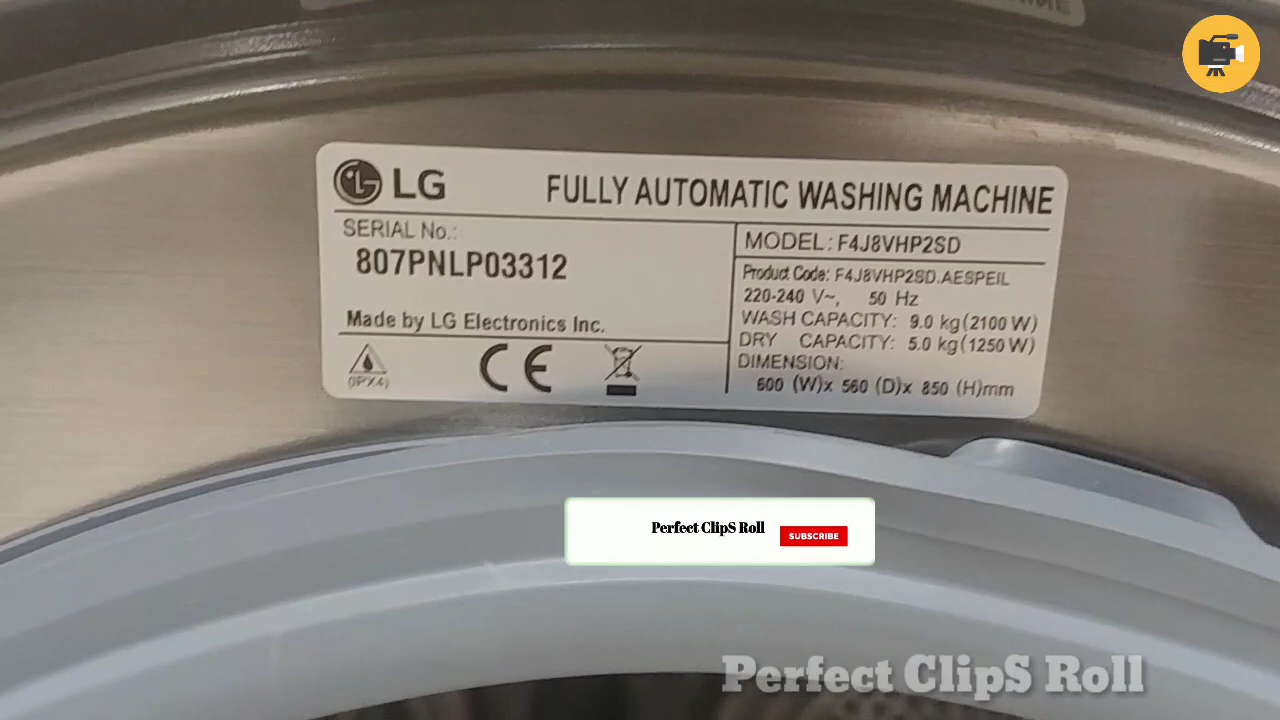 LG
FULLY AUTOMATIC WASHING MACHINE
SERIAL No.:
807PNLP03312
Made by LG Electronics Inc.
(IPX4)
CE
MODEL: F4J8VHP2SD
Product Code: F4J8VHP2SD.AESPEIL
220-240 V~, 50 Hz
WASH CAPACITY: 9.0 kg(2100 W)
DRY CAPACITY: 5.0 kg(1250 W)
DIMENSION:
600 (W)x 560 (D)x 850 (H)mm
Perfect ClipS Roll
SUBSCRIBE
Perfect ClipS Roll